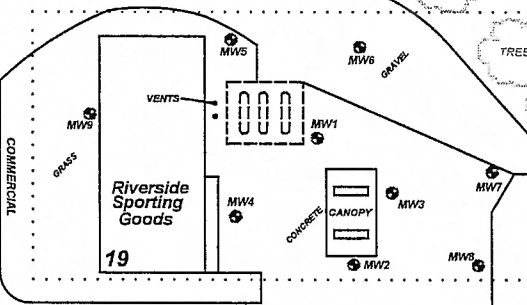 MW5
MW6
GRAVEL
TREE
VENTS
MW9
MW1
GRASS
COMMERCIAL
Riverside
Sporting
Goods
MW4
CONCRETE
CANOPY
MW3
MW7
19
MW2
MW8